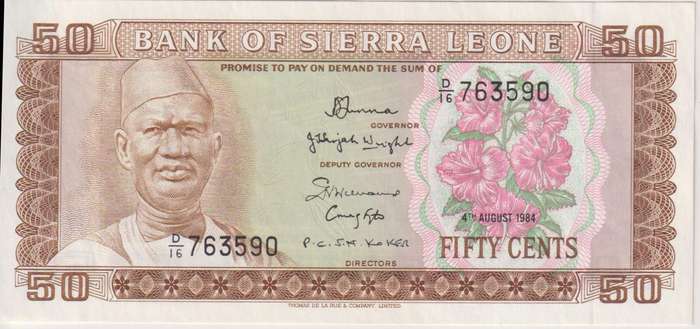 50 BANK OF SIERRA LEONE 50
PROMISE TO PAY ON DEMAND THE SUM OF
D/16 763590
GOVERNOR
DEPUTY GOVERNOR
4TH AUGUST 1984
D/16 763590
P.C.S.H. KOKER
FIFTY CENTS
DIRECTORS
50 50
THOMAS DE LA RUE & COMPANY, LIMITED.